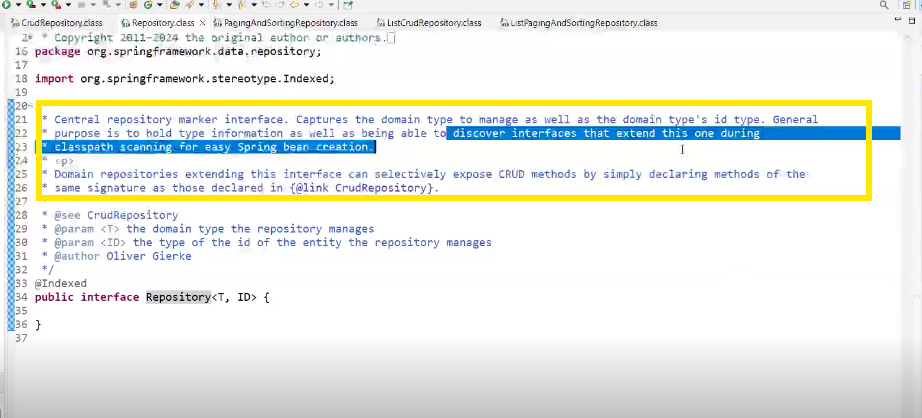 CrudRepository.class
Repository.class
PagingAndSortingRepository.class
ListCrudRepository.class
ListPagingAndSortingRepository.class
2 * Copyright 2011-2024 the original author or authors.
16 package org.springframework.data.repository;
17
18 import org.springframework.stereotype.Indexed;
19
20
21 * Central repository marker interface. Captures the domain type to manage as well as the domain type's id type. General
22 * purpose is to hold type information as well as being able to discover interfaces that extend this one during
23 * classpath scanning for easy Spring bean creation.
24 * <p>
25 * Domain repositories extending this interface can selectively expose CRUD methods by simply declaring methods of the
26 * same signature as those declared in {@link CrudRepository}.
27 *
28 * @see CrudRepository
29 * @param <T> the domain type the repository manages
30 * @param <ID> the type of the id of the entity the repository manages
31 * @author Oliver Gierke
32 */
33 @Indexed
34 public interface Repository<T, ID> {
35
36 }
37